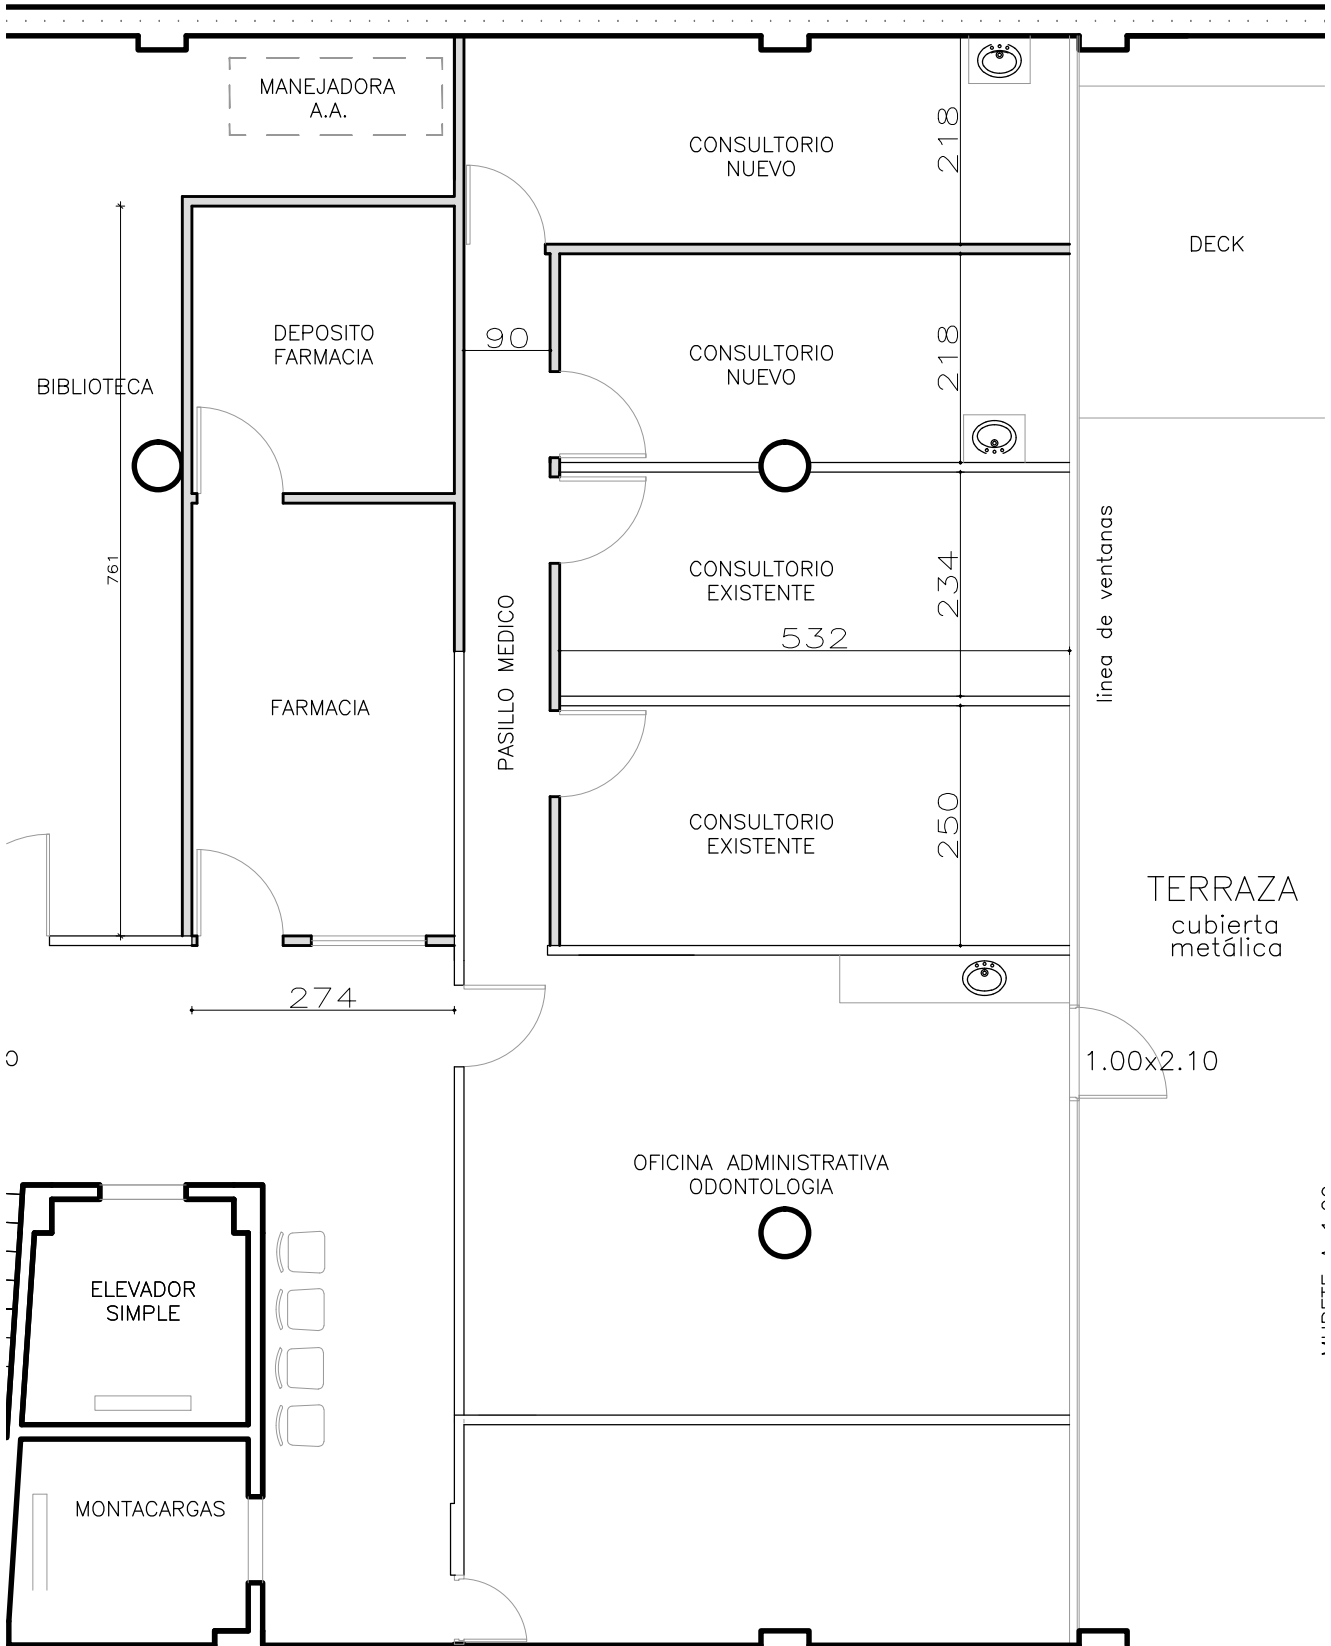 MANEJADORA
A.A.
CONSULTORIO
NUEVO
218
DECK
DEPOSITO
FARMACIA
90
CONSULTORIO
NUEVO
218
BIBLIOTECA
761
CONSULTORIO
EXISTENTE
234
532
linea de ventanas
PASILLO MEDICO
FARMACIA
CONSULTORIO
EXISTENTE
250
TERRAZA
cubierta
metálica
274
O
1.00x2.10
OFICINA ADMINISTRATIVA
ODONTOLOGIA
ELEVADOR
SIMPLE
MONTACARGAS